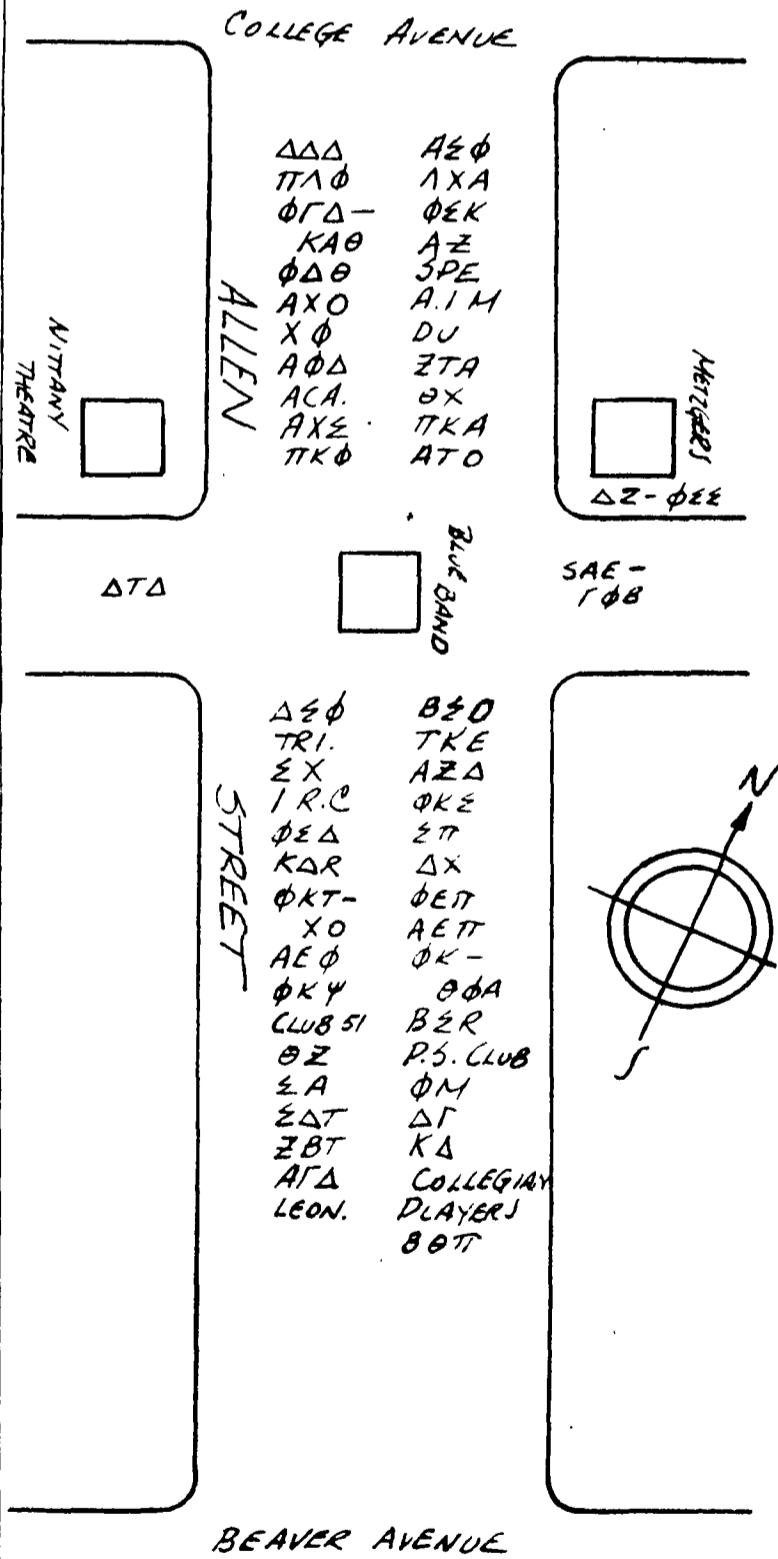 COLLEGE AVENUE
ΔΔΔ ΑΣΦ
ΠΛΦ ΛΧΑ
ΦΓΔ- ΦΣΚ
ΚΑΘ ΑΖ
ΦΔΘ SPE
ΑΧΟ A.I M
ΧΦ DU
ΑΦΔ ΖΤΑ
ACA. ΘΧ
ΑΧΣ ΠΚΑ
ΠΚΦ ΑΤΟ
ALLEN
NITTANY
THEATRE
METZGERS
ΔΖ-ΦΣΣ
ΔΤΔ
BLUE BAND
SAE-
ΓΦΒ
ΔΣΦ ΒΣΟ
TRI. TKE
ΣΧ ΑΖΔ
I R.C ΦΚΣ
ΦΣΔ ΣΠ
ΚΔR ΔΧ
ΦΚΤ- ΦΕΠ
ΧΟ ΑΕΠ
ΑΕΦ ΦΚ-
ΦΚΨ ΘΦΑ
CLUB 51 ΒΣR
ΘΖ P.S. CLUB
ΣΑ ΦΜ
ΣΔΤ ΔΓ
ΖΒΤ ΚΔ
ΑΓΔ COLLEGIAN
LEON. PLAYERS
ΒΘΠ
STREET
N
S
BEAVER AVENUE